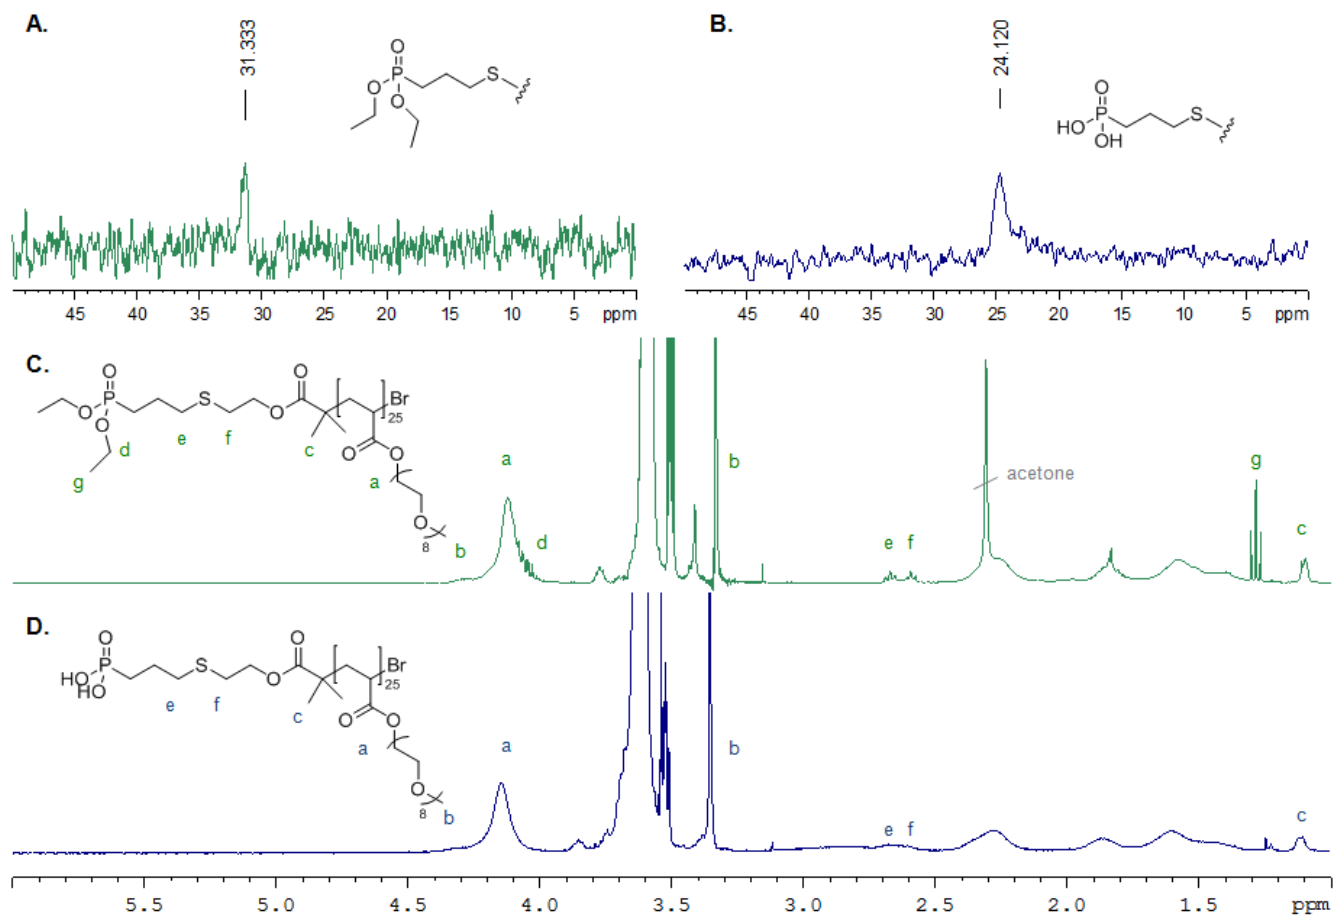 A.
31.333
O
P
O
O
S
45 40 35 30 25 20 15 10 5 ppm
B.
24.120
O
P
HO
OH
S
45 40 35 30 25 20 15 10 5 ppm
C.
O
P
O
O
S
O
O
Br
25
O
O
O
8
d
g
e
f
c
a
b
a
d
b
e f
acetone
g
c
D.
O
P
HO
HO
S
O
O
Br
25
O
O
O
8
e
f
c
a
b
a
b
e f
c
5.5 5.0 4.5 4.0 3.5 3.0 2.5 2.0 1.5 ppm